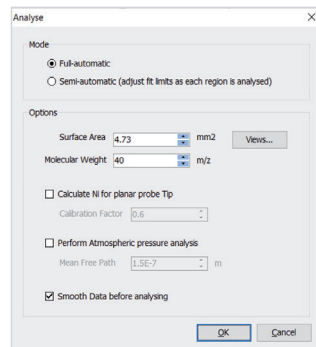 Analyse
Mode
Full-automatic
Semi-automatic (adjust fit limits as each region is analysed)
Options
Surface Area 4.73 mm2 Views...
Molecular Weight 40 m/z
Calculate Ni for planar probe Tip
Calibration Factor 0.6
Perform Atmospheric pressure analysis
Mean Free Path 1.5E-7 m
Smooth Data before analysing
OK Cancel